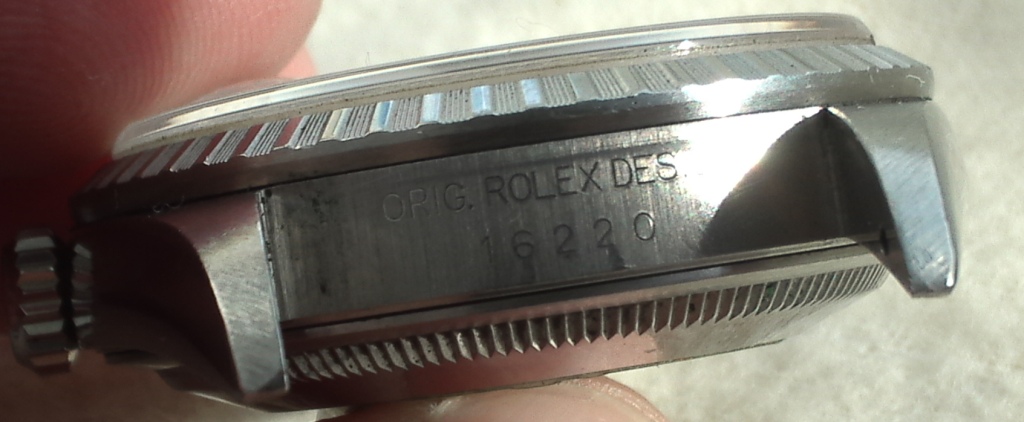 ORIG. ROLEX DES
16220